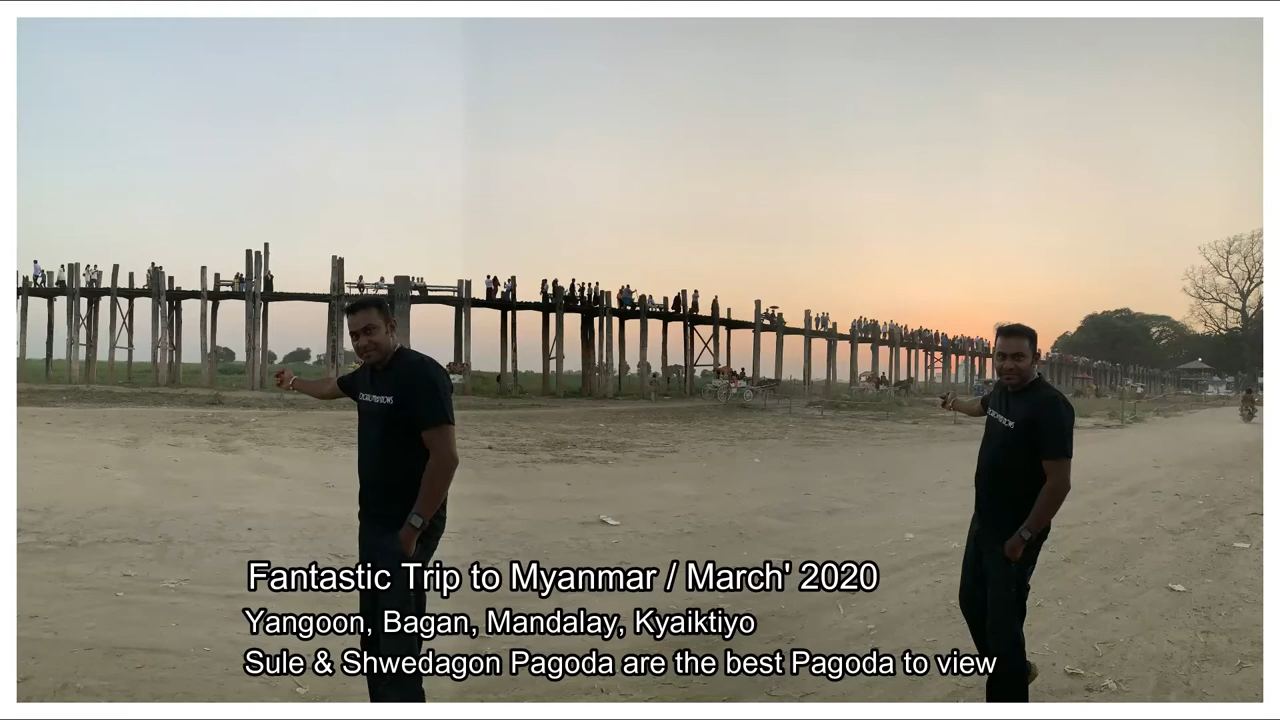 Fantastic Trip to Myanmar / March' 2020
Yangoon, Bagan, Mandalay, Kyaiktiyo
Sule & Shwedagon Pagoda are the best Pagoda to view